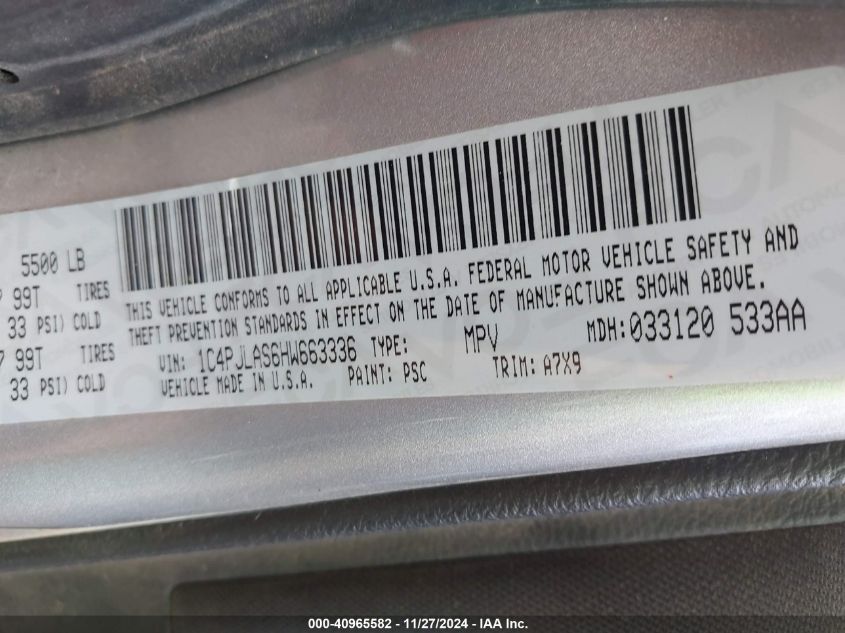 5500 LB
99T TIRES
33 PSI) COLD
99T TIRES
33 PSI) COLD
THIS VEHICLE CONFORMS TO ALL APPLICABLE U.S.A. FEDERAL MOTOR VEHICLE SAFETY AND
THEFT PREVENTION STANDARDS IN EFFECT ON THE DATE OF MANUFACTURE SHOWN ABOVE.
VIN: 1C4PJLAS6HW663336 TYPE: MPV MDH:033120 533AA
VEHICLE MADE IN U.S.A. PAINT: PSC TRIM: A7X9
000-40965582 - 11/27/2024 - IAA Inc.